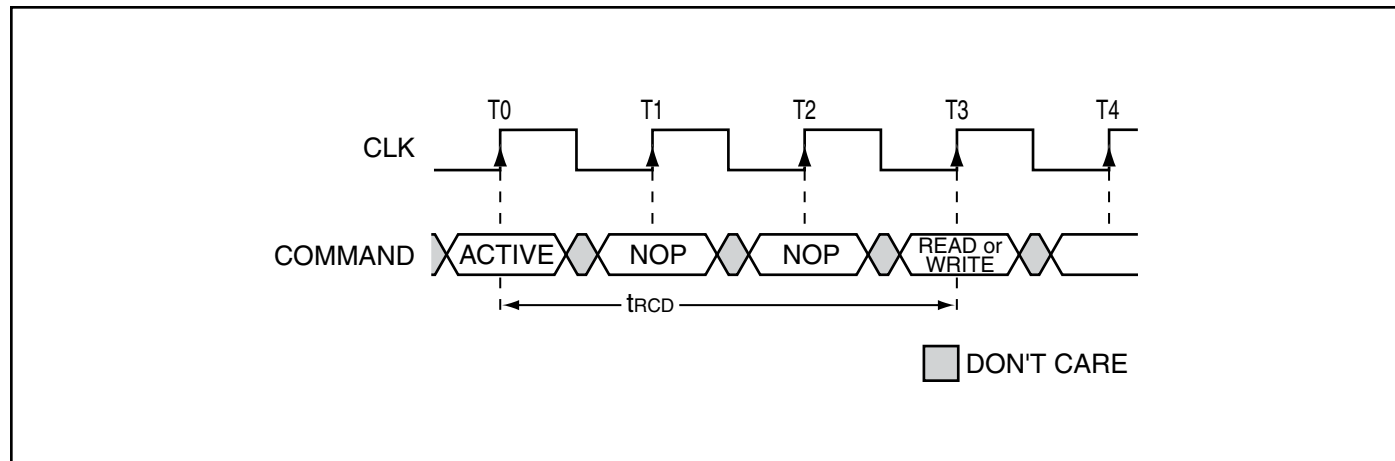 T0 T1 T2 T3 T4
CLK
COMMAND ACTIVE NOP NOP READ or
WRITE
tRCD
DON'T CARE